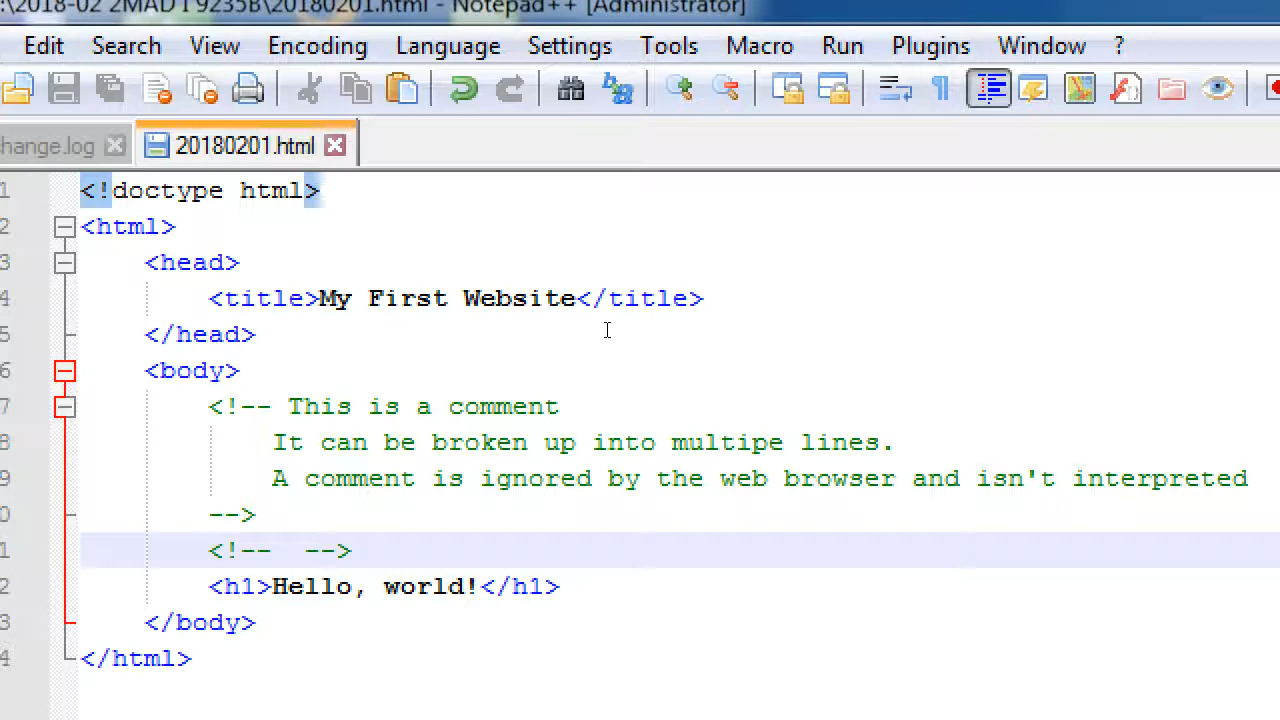 :\2018-02 2MADT9235B\20180201.html - Notepad++ [Administrator]
Edit Search View Encoding Language Settings Tools Macro Run Plugins Window ?
hange.log 20180201.html
1 <!doctype html>
2 <html>
3 <head>
4 <title>My First Website</title>
5 </head>
6 <body>
7 <!-- This is a comment
8 It can be broken up into multipe lines.
9 A comment is ignored by the web browser and isn't interpreted
0 -->
1 <!--  -->
2 <h1>Hello, world!</h1>
3 </body>
4 </html>